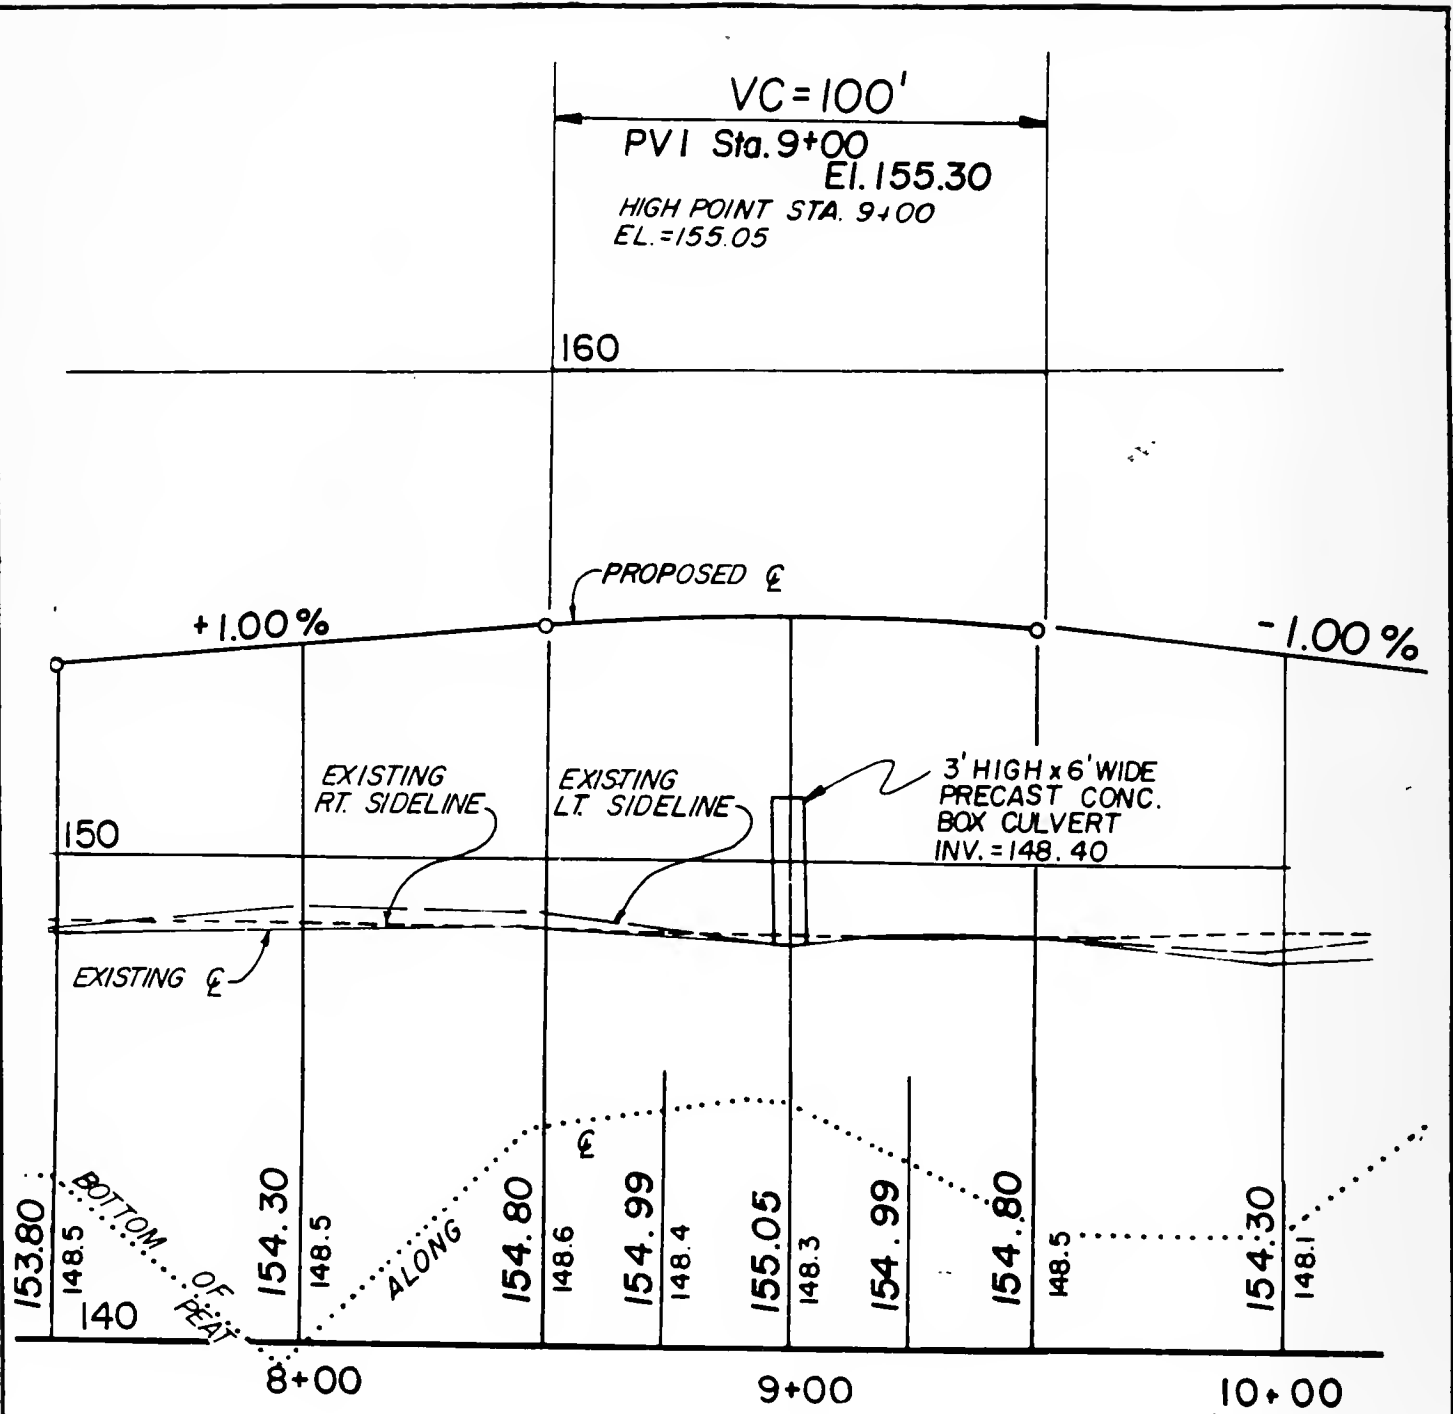 VC=100'
PVI Sta. 9+00
El. 155.30
HIGH POINT STA. 9+00
EL.=155.05
160
PROPOSED ℄
+1.00%
-1.00%
EXISTING
RT. SIDELINE
EXISTING
LT. SIDELINE
3' HIGH x 6' WIDE
PRECAST CONC.
BOX CULVERT
INV.=148.40
150
EXISTING ℄
BOTTOM OF PEAT
ALONG ℄
153.80
148.5
154.30
148.5
154.80
148.6
154.99
148.4
155.05
148.3
154.99
154.80
148.5
154.30
148.1
140
8+00
9+00
10+00